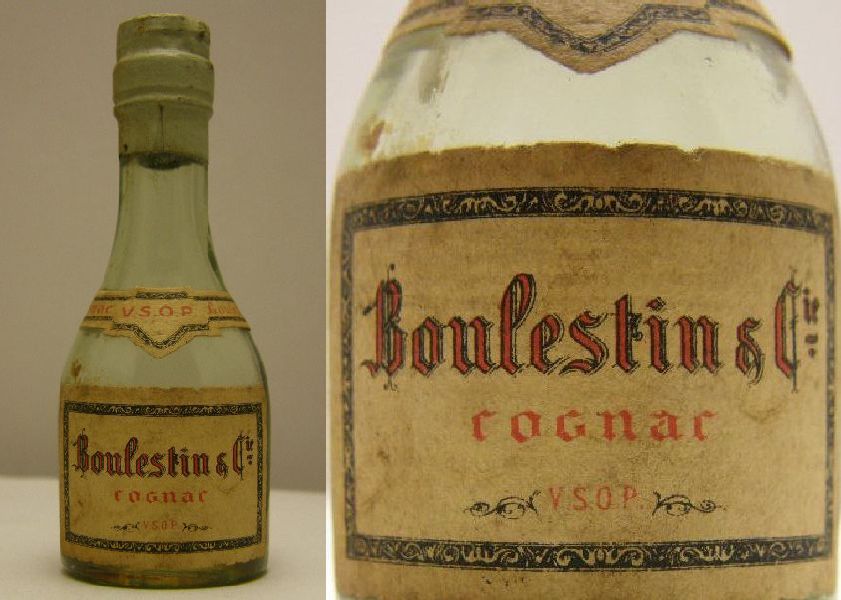 V.S.O.P.
Boulestin & Cie
COGNAC
V.S.O.P.
Boulestin & Cie
COGNAC
V.S.O.P.